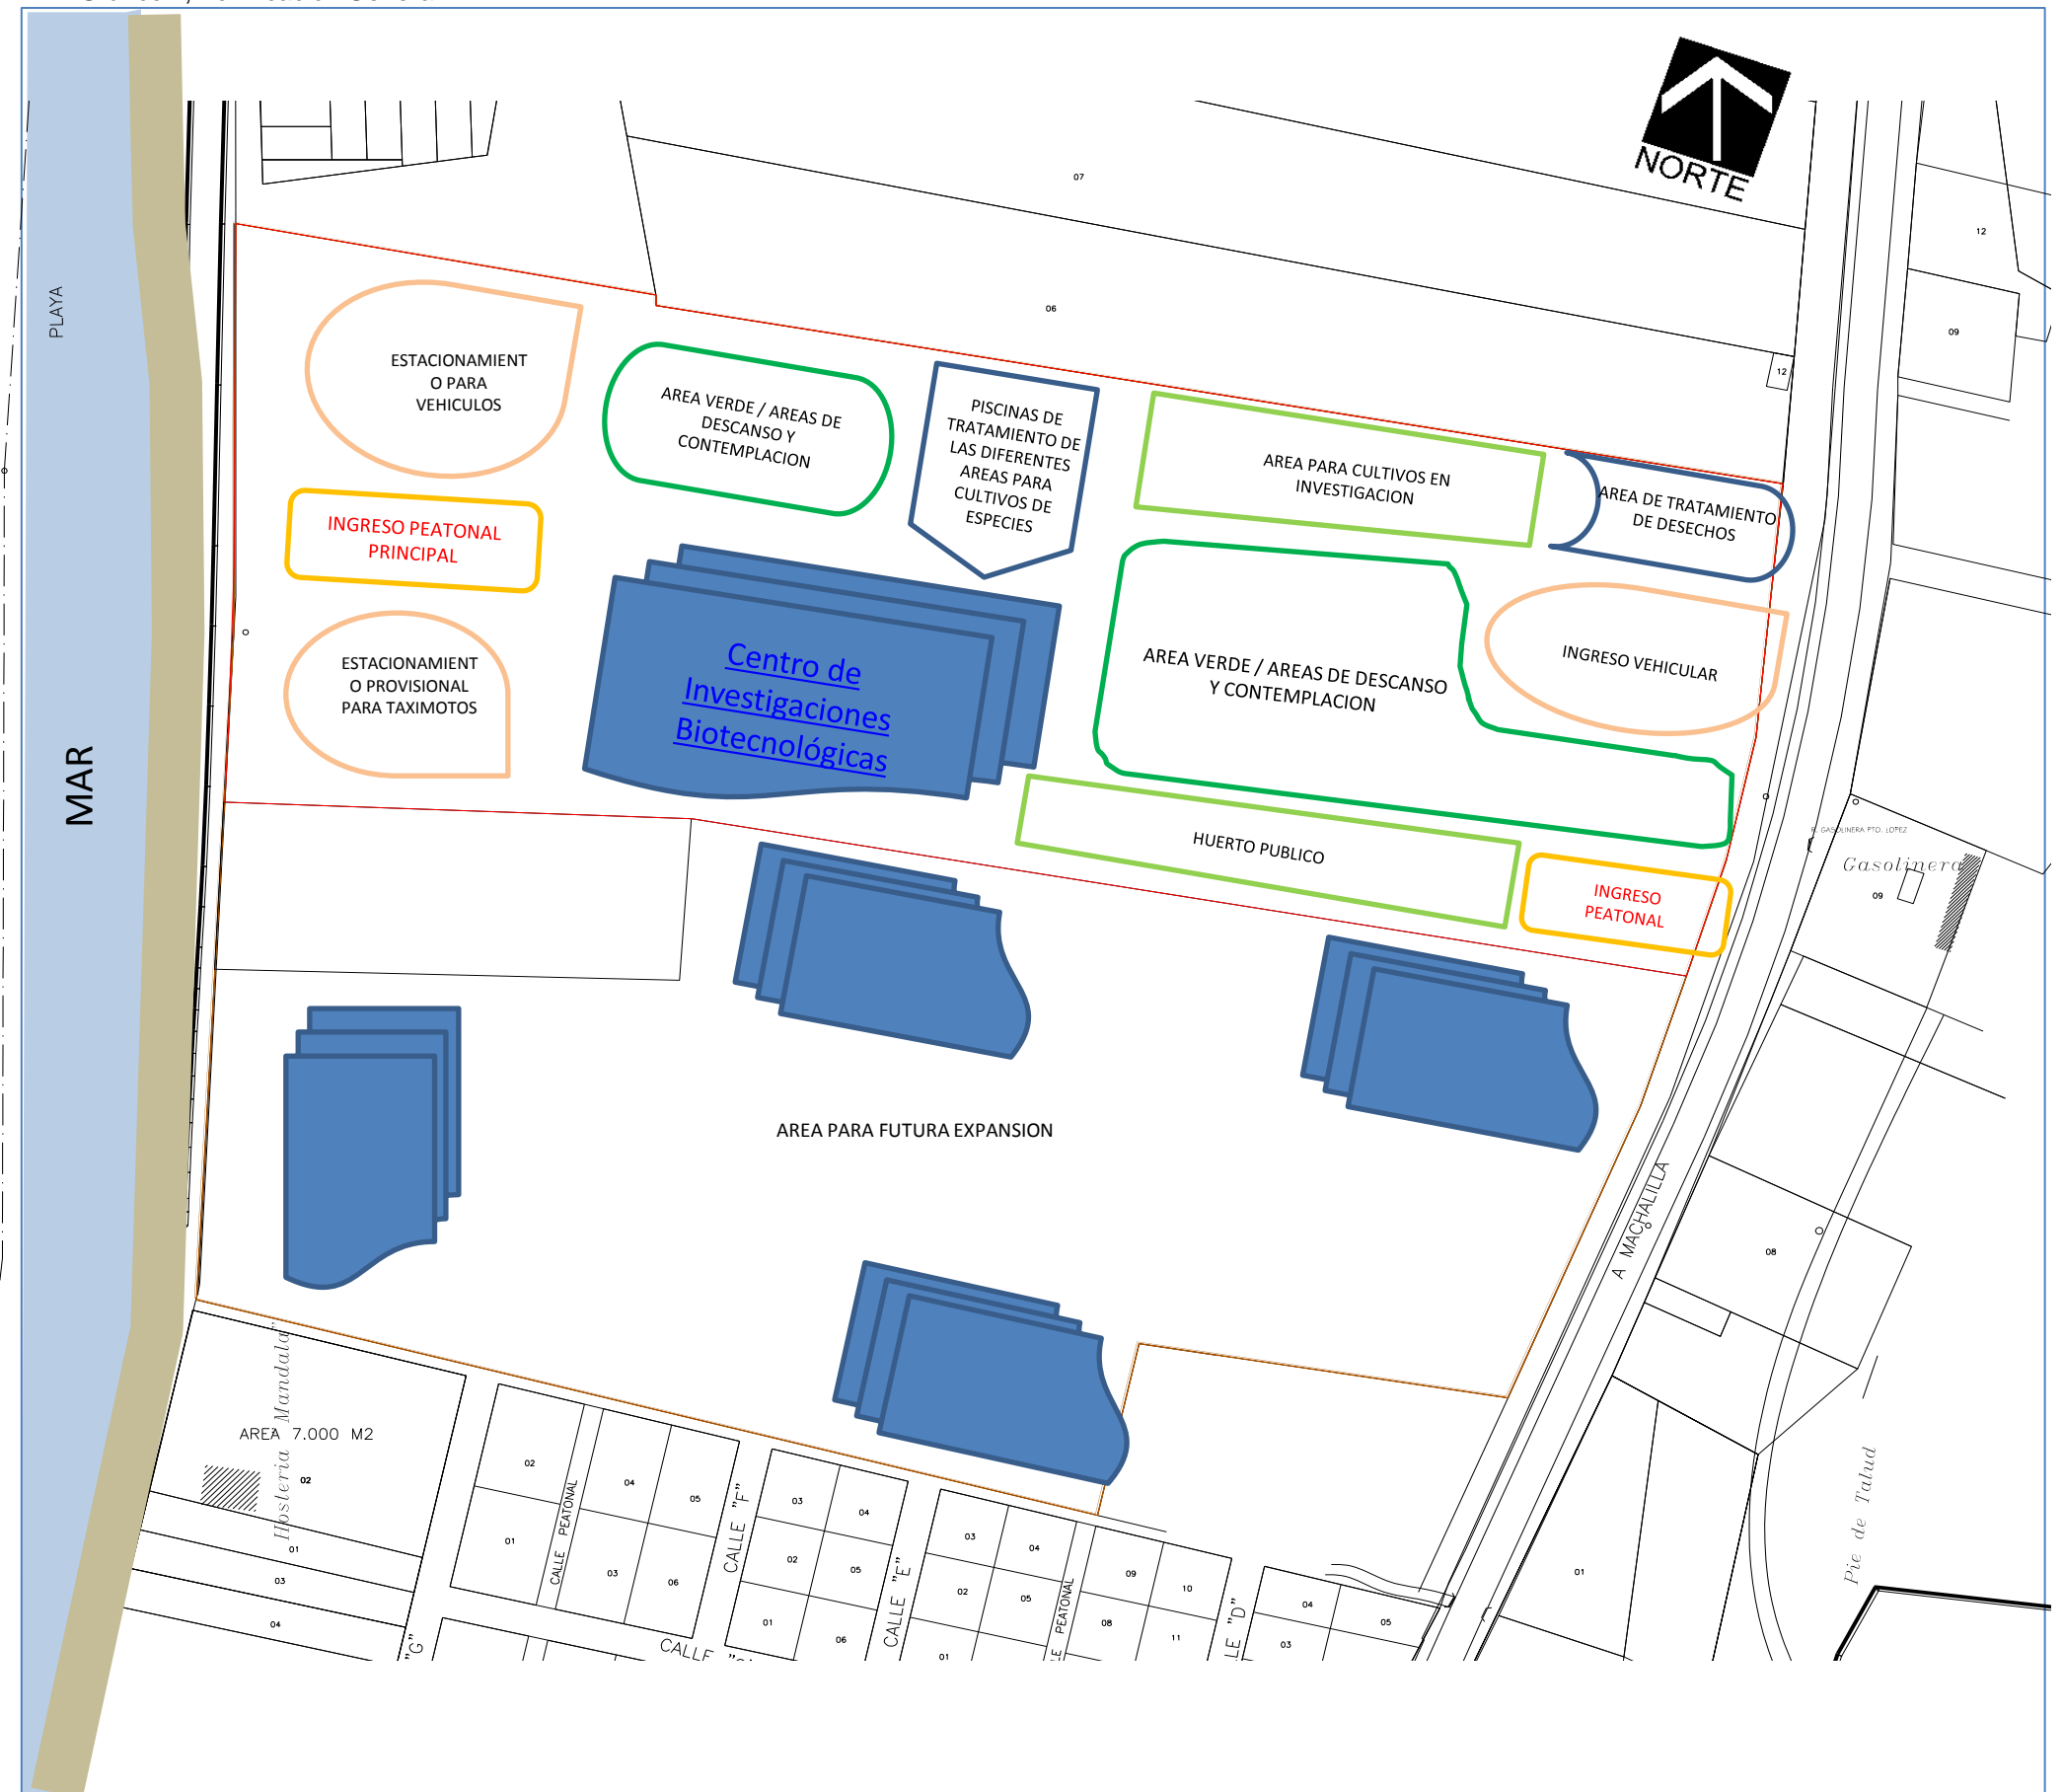 NORTE
07
12
PLAYA
06
09
12
ESTACIONAMIENT
O PARA
VEHICULOS
AREA VERDE / AREAS DE
DESCANSO Y
CONTEMPLACION
PISCINAS DE
TRATAMIENTO DE
LAS DIFERENTES
AREAS PARA
CULTIVOS DE
ESPECIES
AREA PARA CULTIVOS EN
INVESTIGACION
AREA DE TRATAMIENTO
DE DESECHOS
INGRESO PEATONAL
PRINCIPAL
ESTACIONAMIENT
O PROVISIONAL
PARA TAXIMOTOS
Centro de
Investigaciones
Biotecnológicas
AREA VERDE / AREAS DE DESCANSO
Y CONTEMPLACION
INGRESO VEHICULAR
MAR
HUERTO PUBLICO
GASOLINERA PTO. LOPEZ
Gasolinera
09
INGRESO
PEATONAL
AREA PARA FUTURA EXPANSION
A MACHALILLA
08
Hosteria Mandala"
AREA 7.000 M2
02
01
03
04
02
04
05
01
03
06
CALLE PEATONAL
CALLE "F"
03
04
02
05
01
06
CALLE "E"
03
04
02
05
01
PEATONAL
09
10
08
11
"D"
04
05
03
01
Pie de Talud
"G"
CALLE